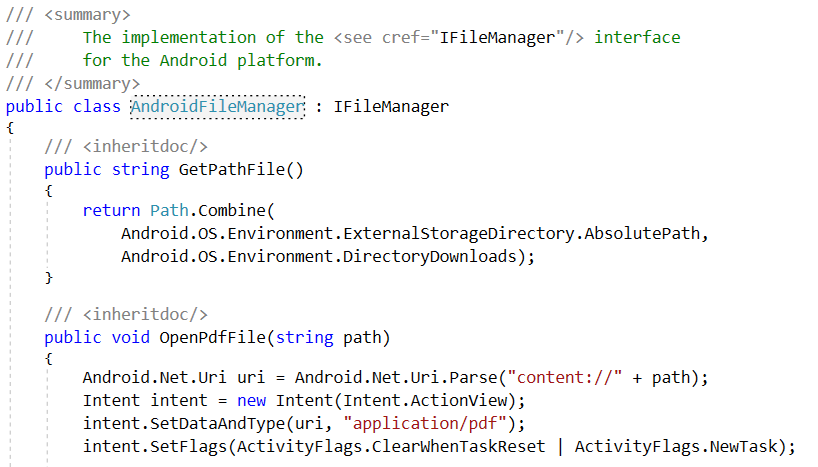 /// <summary>
///     The implementation of the <see cref="IFileManager"/> interface
///     for the Android platform.
/// </summary>
public class AndroidFileManager : IFileManager
{
    /// <inheritdoc/>
    public string GetPathFile()
    {
        return Path.Combine(
            Android.OS.Environment.ExternalStorageDirectory.AbsolutePath,
            Android.OS.Environment.DirectoryDownloads);
    }

    /// <inheritdoc/>
    public void OpenPdfFile(string path)
    {
        Android.Net.Uri uri = Android.Net.Uri.Parse("content://" + path);
        Intent intent = new Intent(Intent.ActionView);
        intent.SetDataAndType(uri, "application/pdf");
        intent.SetFlags(ActivityFlags.ClearWhenTaskReset | ActivityFlags.NewTask);